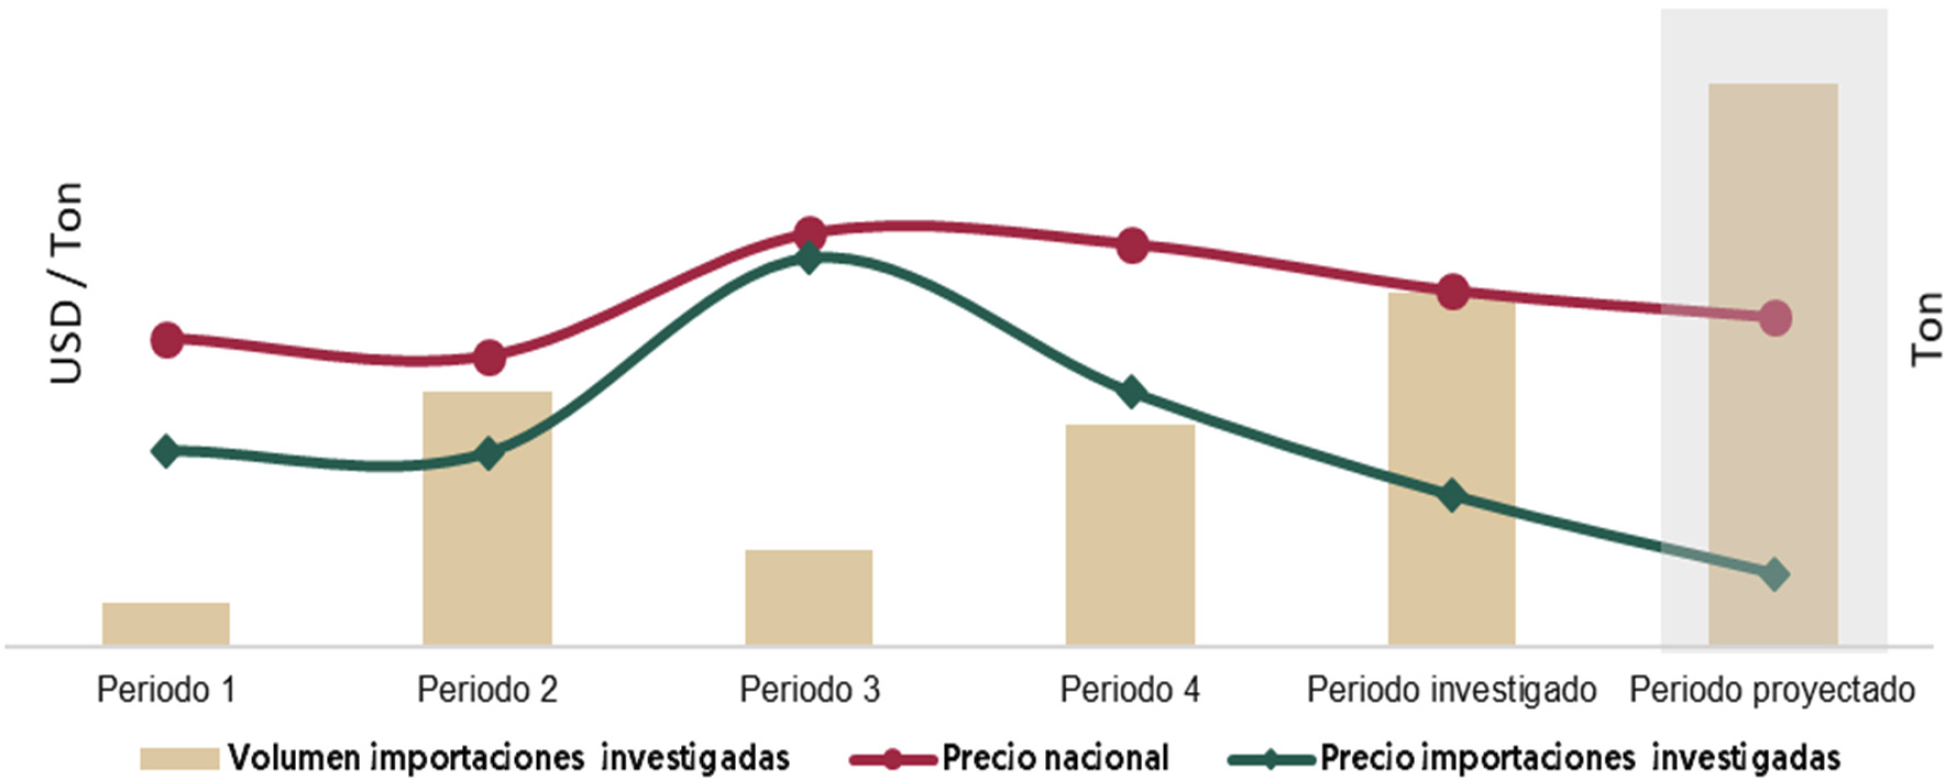 USD / Ton
Ton
Periodo 1
Periodo 2
Periodo 3
Periodo 4
Periodo investigado
Periodo proyectado
Volumen importaciones investigadas
Precio nacional
Precio importaciones investigadas